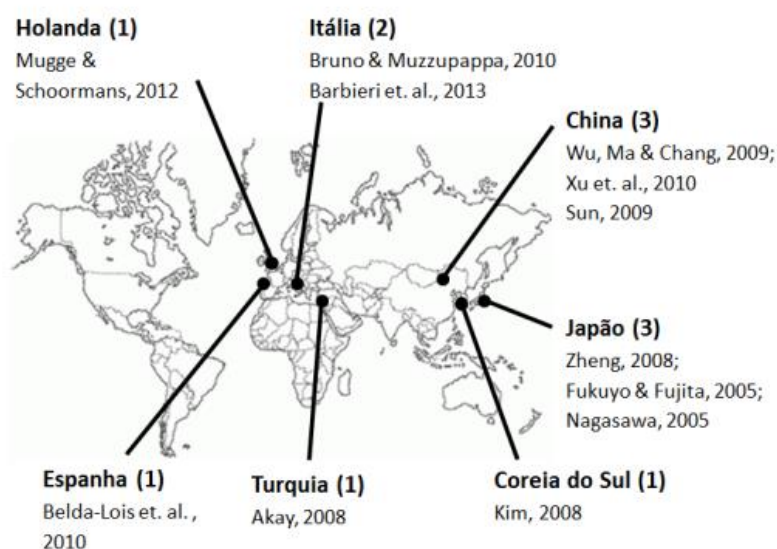 Holanda (1)
Mugge &
Schoormans, 2012
Itália (2)
Bruno & Muzzupappa, 2010
Barbieri et. al., 2013
China (3)
Wu, Ma & Chang, 2009;
Xu et. al., 2010
Sun, 2009
Japão (3)
Zheng, 2008;
Fukuyo & Fujita, 2005;
Nagasawa, 2005
Espanha (1)
Belda-Lois et. al. ,
2010
Turquia (1)
Akay, 2008
Coreia do Sul (1)
Kim, 2008